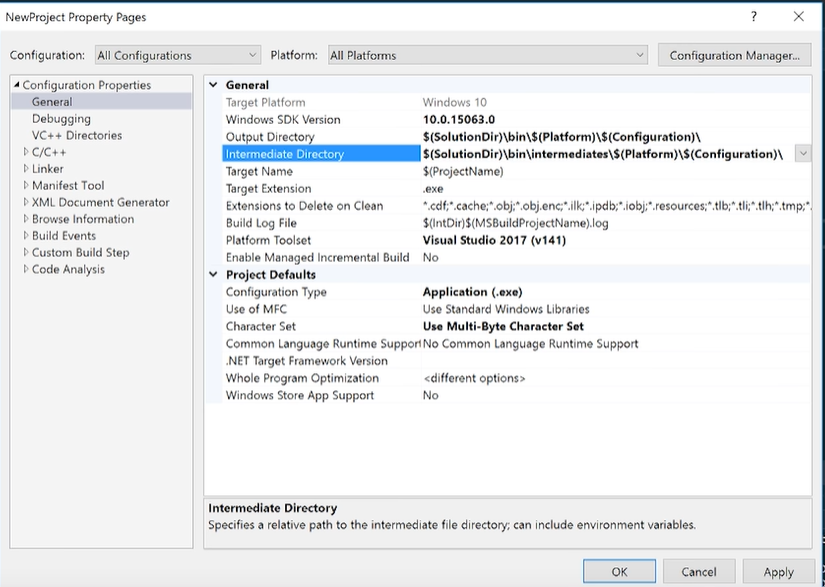 NewProject Property Pages
?
Configuration: All Configurations Platform: All Platforms Configuration Manager...
Configuration Properties
General
Debugging
VC++ Directories
C/C++
Linker
Manifest Tool
XML Document Generator
Browse Information
Build Events
Custom Build Step
Code Analysis
General
Target Platform Windows 10
Windows SDK Version 10.0.15063.0
Output Directory $(SolutionDir)\bin\$(Platform)\$(Configuration)\
Intermediate Directory $(SolutionDir)\bin\intermediates\$(Platform)\$(Configuration)\
Target Name $(ProjectName)
Target Extension .exe
Extensions to Delete on Clean *.cdf;*.cache;*.obj;*.obj.enc;*.ilk;*.ipdb;*.iobj;*.resources;*.tlb;*.tli;*.tlh;*.tmp;*.
Build Log File $(IntDir)$(MSBuildProjectName).log
Platform Toolset Visual Studio 2017 (v141)
Enable Managed Incremental Build No
Project Defaults
Configuration Type Application (.exe)
Use of MFC Use Standard Windows Libraries
Character Set Use Multi-Byte Character Set
Common Language Runtime Support No Common Language Runtime Support
.NET Target Framework Version
Whole Program Optimization <different options>
Windows Store App Support No
Intermediate Directory
Specifies a relative path to the intermediate file directory; can include environment variables.
OK Cancel Apply